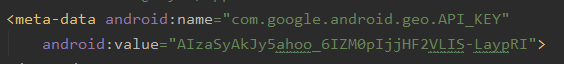 <meta-data android:name="com.google.android.geo.API_KEY"
android:value="AIzaSyAkJy5ahoo_6IZM0pIjjHF2VLIS-LaypRI">